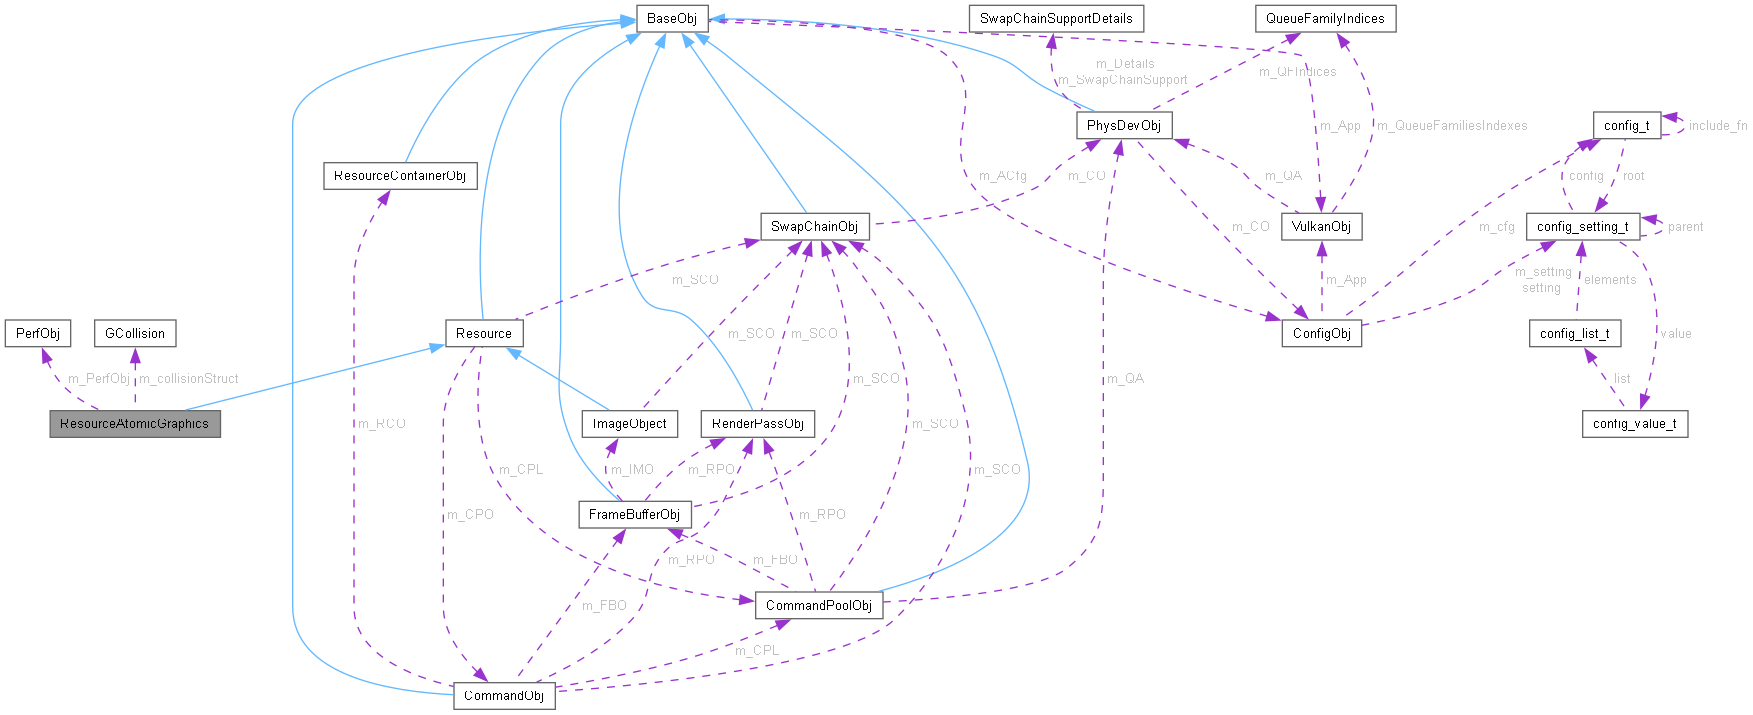 BaseObj
SwapChainSupportDetails
QueueFamilyIndices
m_Details
m_SwapChainSupport
m_QFIndices
PhysDevObj
m_App
m_QueueFamiliesIndexes
config_t
include_fn
ResourceContainerObj
m_ACfg
m_CO
m_QA
config
root
SwapChainObj
m_CO
VulkanObj
m_cfg
config_setting_t
parent
m_SCO
m_App
m_setting
setting
elements
PerfObj
GCollision
Resource
m_SCO
m_SCO
ConfigObj
config_list_t
value
m_PerfObj
m_collisionStruct
m_SCO
m_QA
list
ResourceAtomicGraphics
m_RCO
ImageObject
RenderPassObj
m_SCO
config_value_t
m_CPL
m_IMO
m_RPO
m_SCO
m_CPO
FrameBufferObj
m_RPO
m_RPO
m_FBO
m_FBO
CommandPoolObj
m_CPL
CommandObj